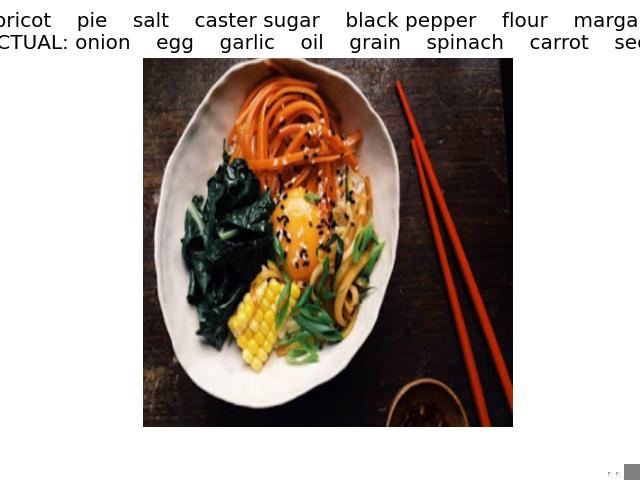 pie salt caster sugar black pepper flour
onion egg garlic oil grain spinach carrot